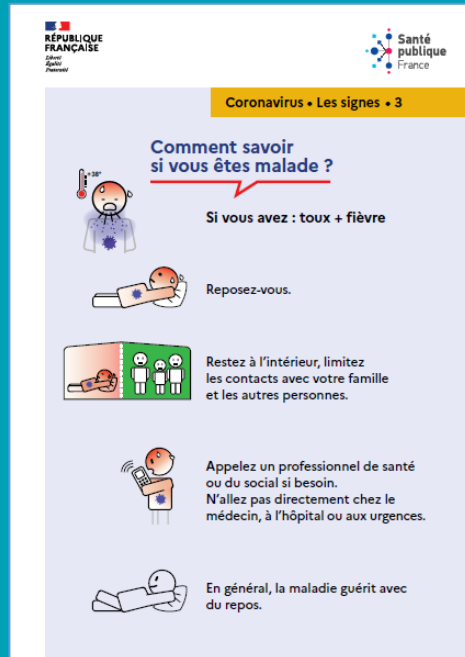 RÉPUBLIQUE
FRANÇAISE
Liberté
Égalité
Fraternité
Santé
publique
France
Coronavirus • Les signes • 3
Comment savoir
si vous êtes malade ?
+38°
Si vous avez : toux + fièvre
Reposez-vous.
Restez à l’intérieur, limitez
les contacts avec votre famille
et les autres personnes.
Appelez un professionnel de santé
ou du social si besoin.
N’allez pas directement chez le
médecin, à l’hôpital ou aux urgences.
En général, la maladie guérit avec
du repos.